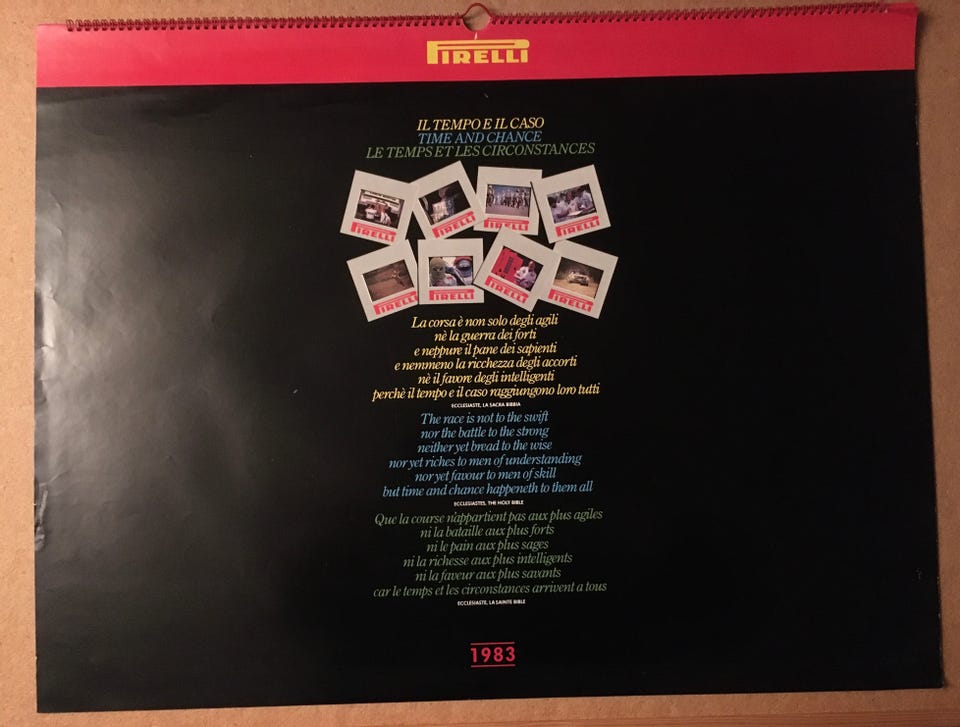 PIRELLI
IL TEMPO E IL CASO
TIME AND CHANCE
LE TEMPS ET LES CIRCONSTANCES
PIRELLI PIRELLI PIRELLI PIRELLI
PIRELLI PIRELLI PIRELLI PIRELLI
La corsa è non solo degli agili
nè la guerra dei forti
e neppure il pane dei sapienti
e nemmeno la ricchezza degli accorti
nè il favore degli intelligenti
perchè il tempo e il caso raggiungono loro tutti
ECCLESIASTE, LA SACRA BIBBIA
The race is not to the swift
nor the battle to the strong
neither yet bread to the wise
nor yet riches to men of understanding
nor yet favour to men of skill
but time and chance happeneth to them all
ECCLESIASTES, THE HOLY BIBLE
Que la course n'appartient pas aux plus agiles
ni la bataille aux plus forts
ni le pain aux plus sages
ni la richesse aux plus intelligents
ni la faveur aux plus savants
car le temps et les circonstances arrivent a tous
ECCLESIASTE, LA SAINTE BIBLE
1983